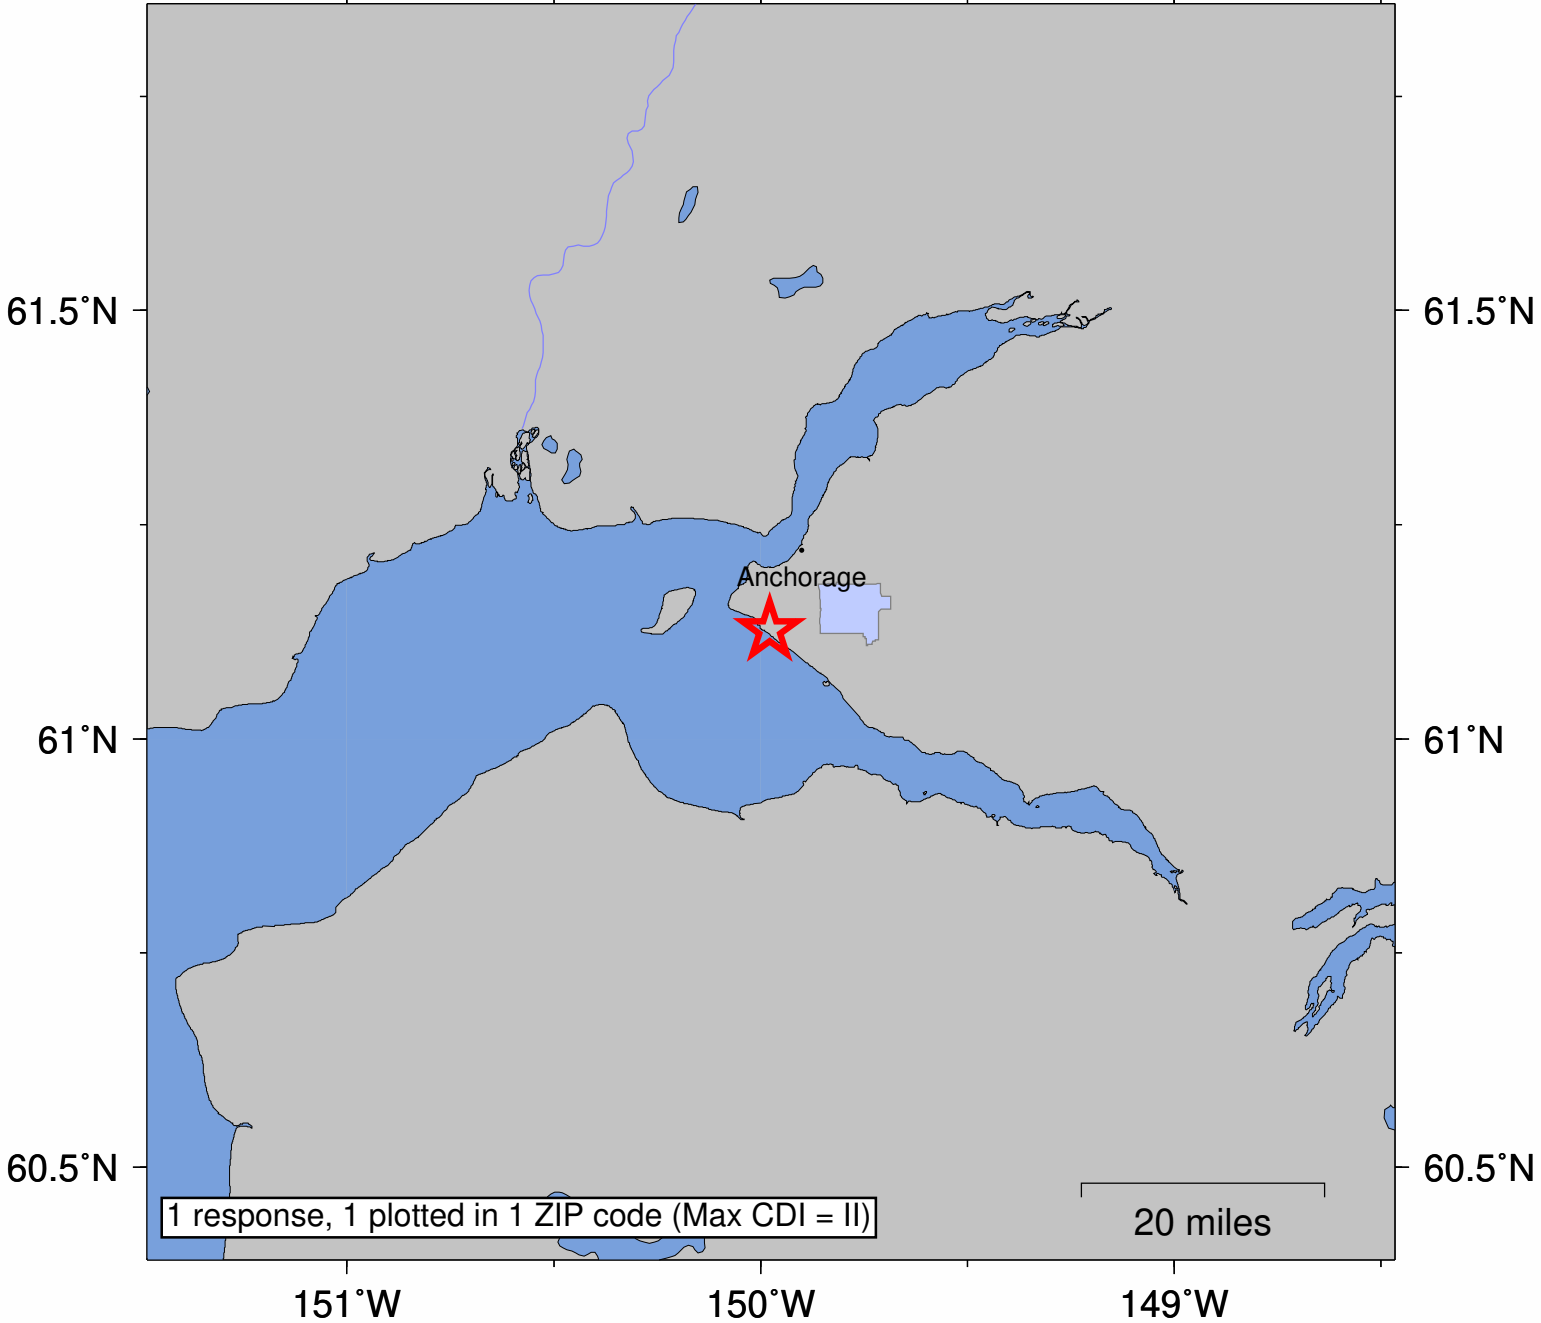 61.5˚N
61.5˚N
Anchorage
61˚N
61˚N
60.5˚N
60.5˚N
1 response, 1 plotted in 1 ZIP code (Max CDI = II)
20 miles
151˚W
150˚W
149˚W